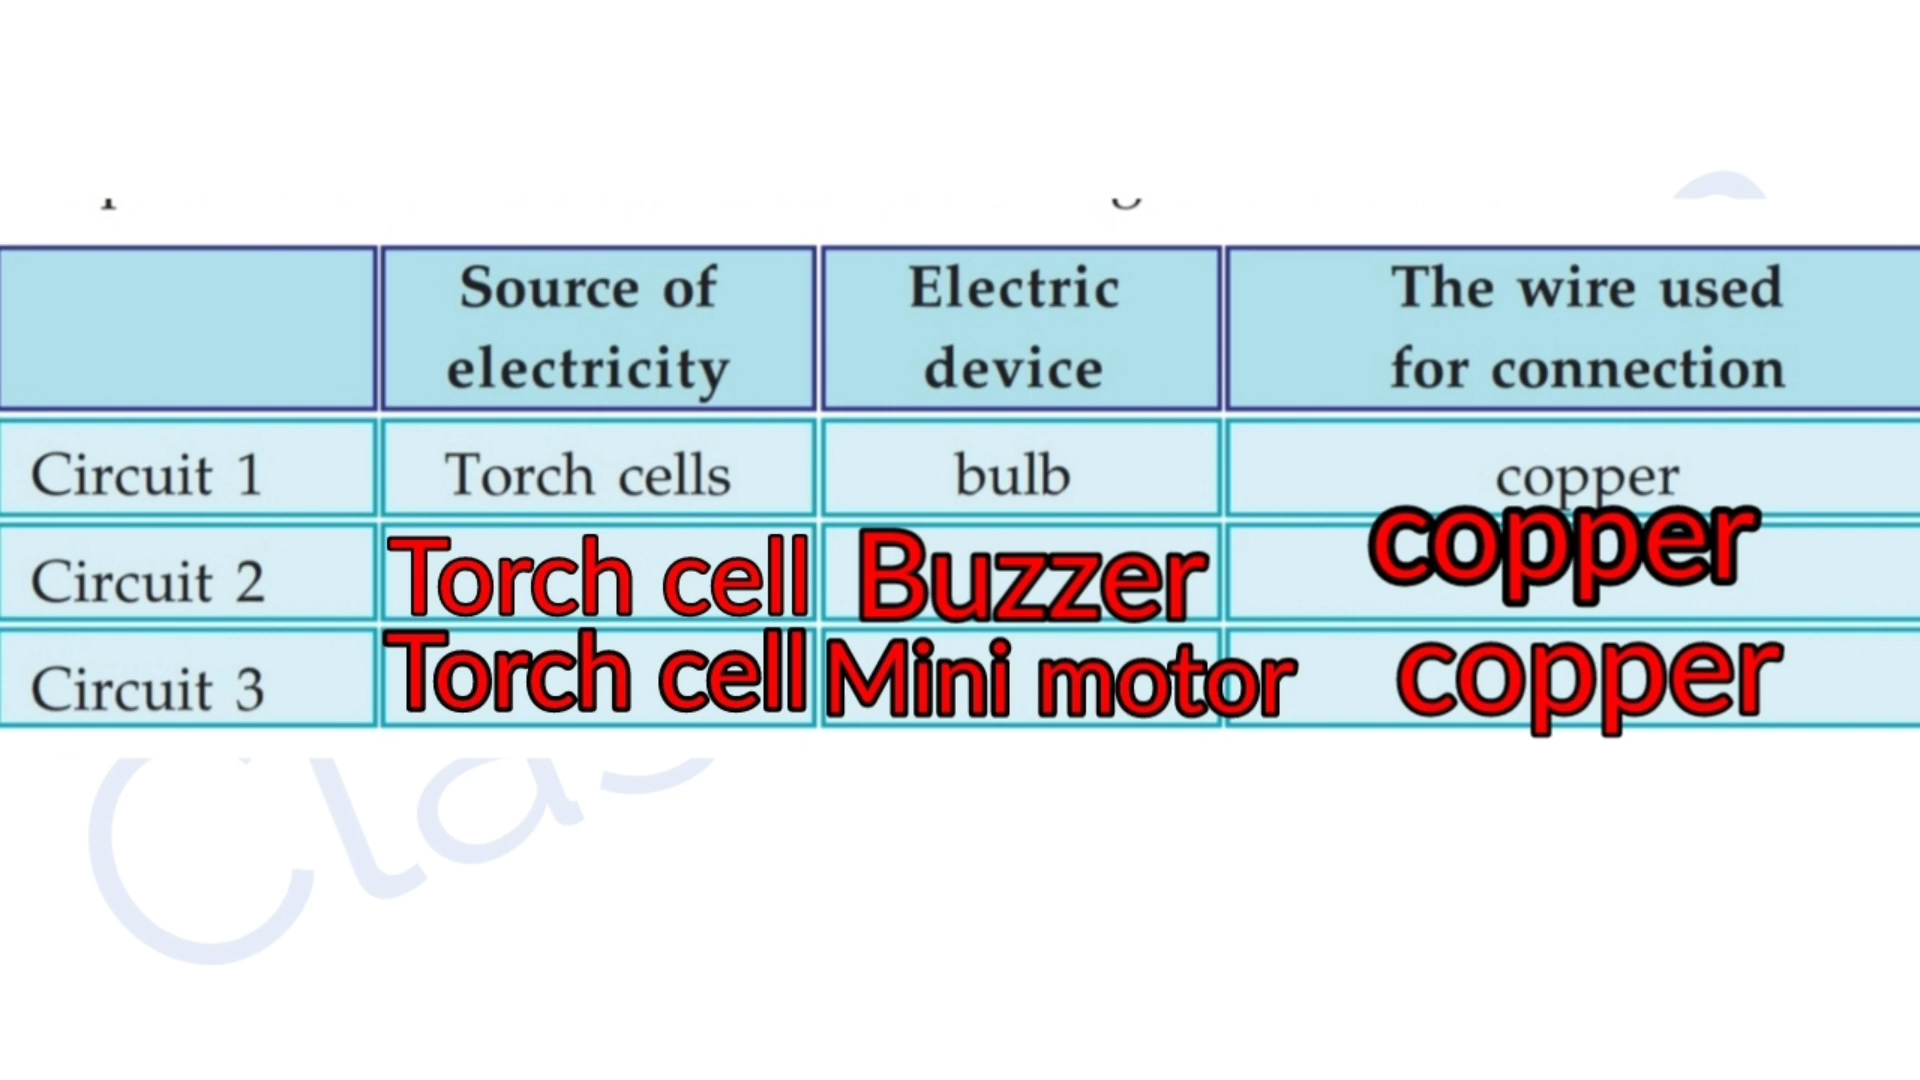 Source of electricity
Electric device
The wire used for connection
Circuit 1 Torch cells bulb copper
Circuit 2 Torch cell Buzzer copper
Circuit 3 Torch cell Mini motor copper